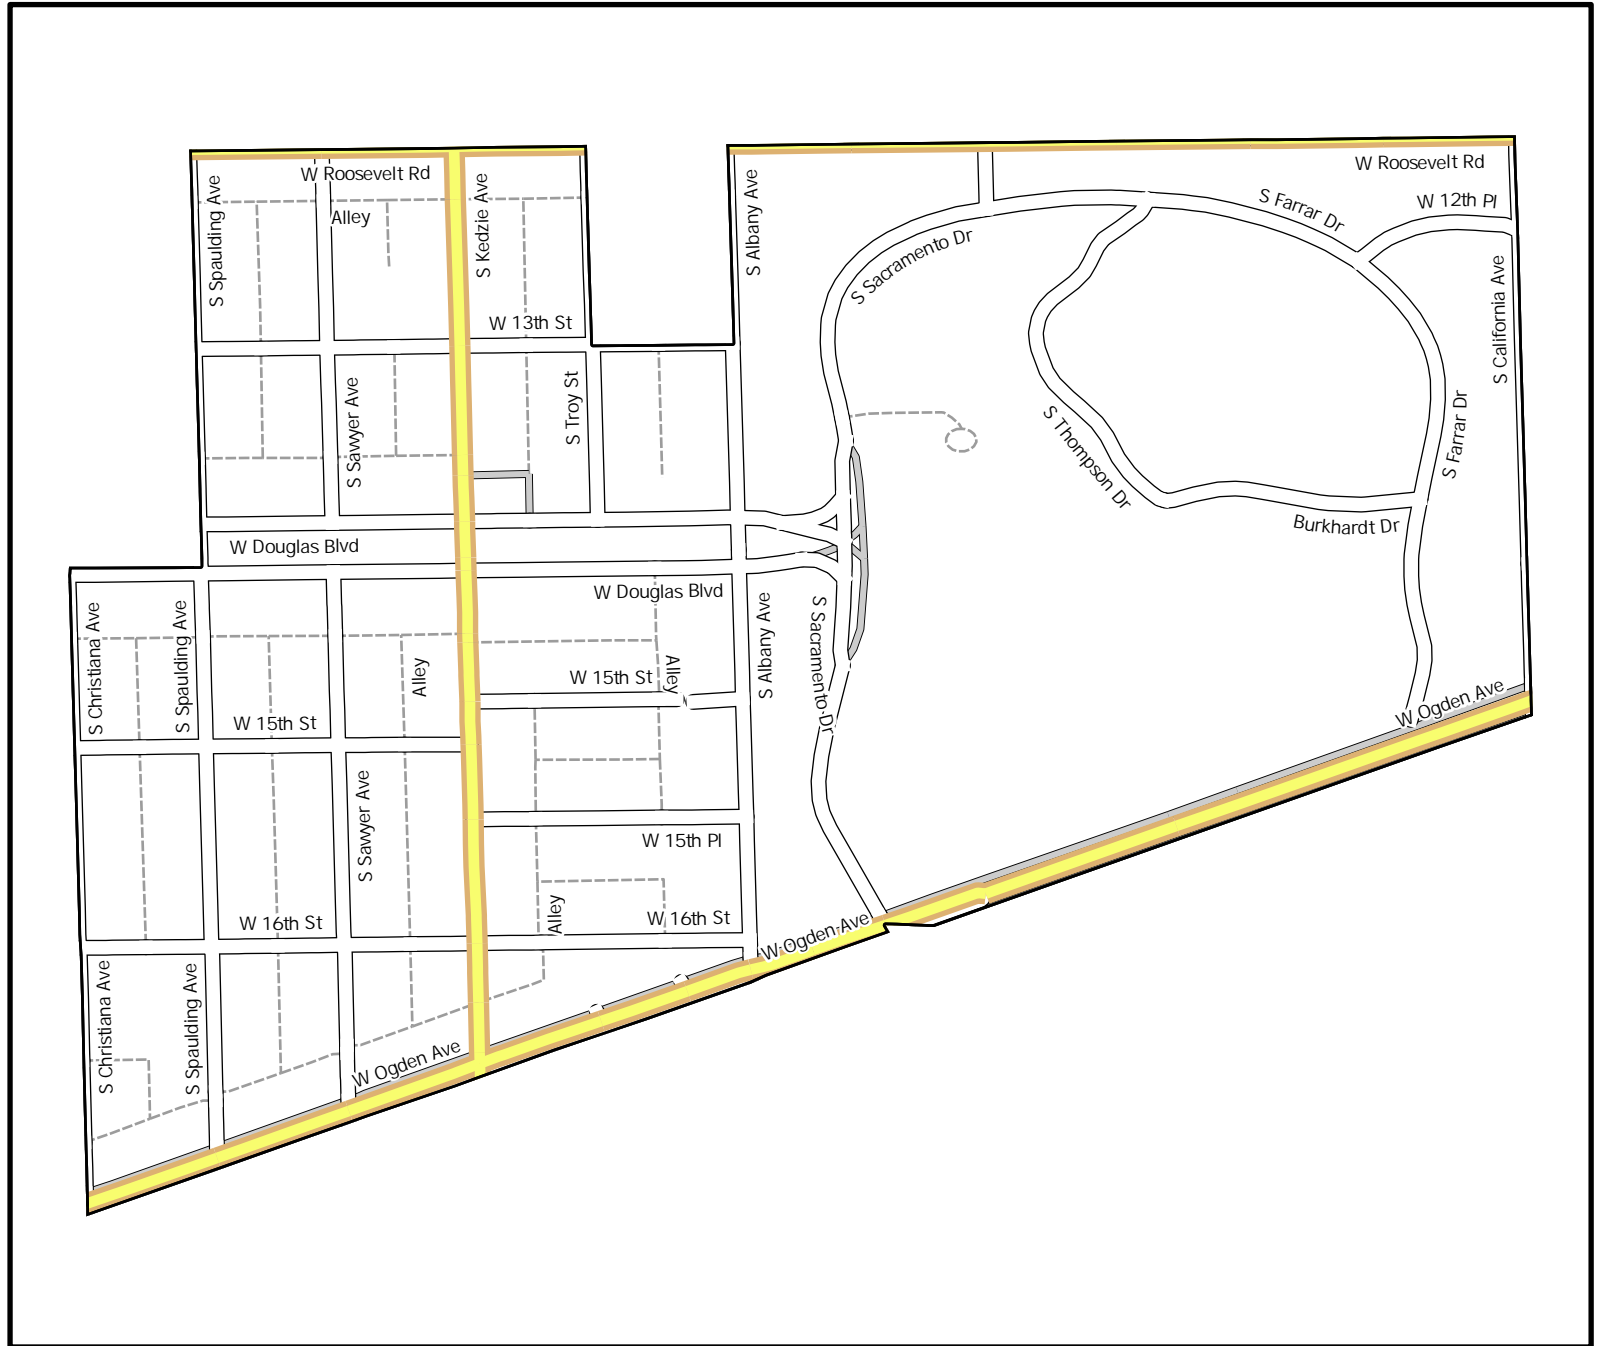 W Roosevelt Rd
W Roosevelt Rd
S Spaulding Ave
Alley
S Kedzie Ave
S Albany Ave
S Farrar Dr
W 12th Pl
S Sacramento Dr
S California Ave
W 13th St
S Sawyer Ave
S Troy St
S Thompson Dr
S Farrar Dr
Burkhardt Dr
W Douglas Blvd
W Douglas Blvd
S Christiana Ave
S Spaulding Ave
Alley
W 15th St
Alley
S Albany Ave
S Sacramento Dr
W 15th St
W Ogden Ave
S Sawyer Ave
W 15th Pl
W 16th St
Alley
W 16th St
W Ogden Ave
S Christiana Ave
S Spaulding Ave
W Ogden Ave